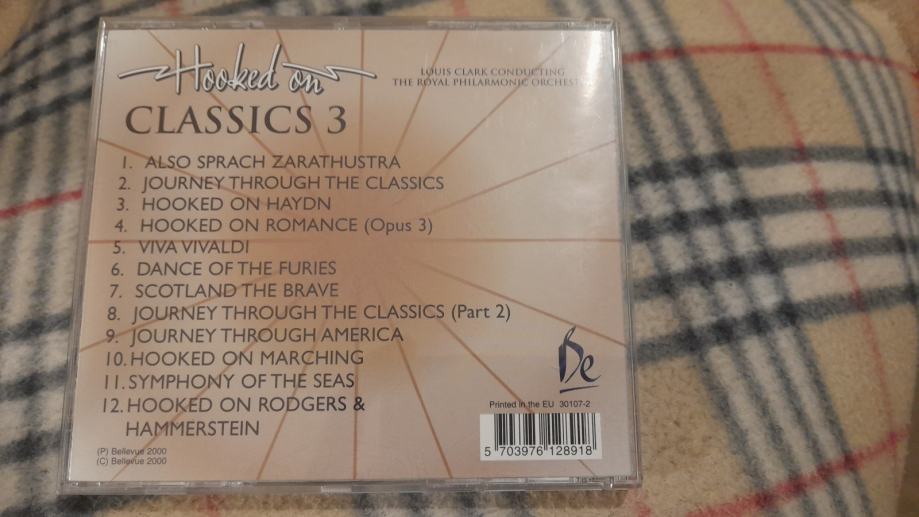 Hooked on
CLASSICS 3
LOUIS CLARK CONDUCTING
THE ROYAL PHILARMONIC
1. ALSO SPRACH ZARATHUSTRA
2. JOURNEY THROUGH THE CLASSICS
3. HOOKED ON HAYDN
4. HOOKED ON ROMANCE (Opus 3)
5. VIVA VIVALDI
6. DANCE OF THE FURIES
7. SCOTLAND THE BRAVE
8. JOURNEY THROUGH THE CLASSICS (Part 2)
9. JOURNEY THROUGH AMERICA
10. HOOKED ON MARCHING
11. SYMPHONY OF THE SEAS
12. HOOKED ON RODGERS &
HAMMERSTEIN
(P) Bellevue 2000
(C) Bellevue 2000
Be
Printed in the EU 30107-2
5 703976 128918